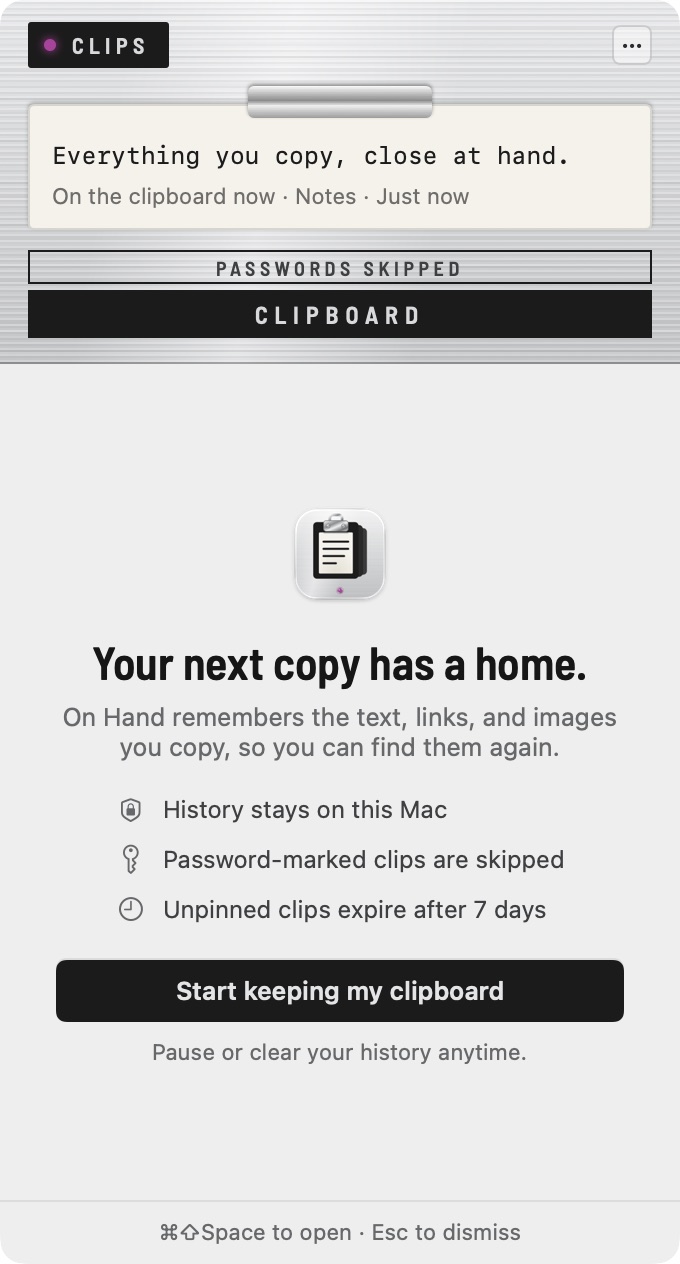 CLIPS
Everything you copy, close at hand.
On the clipboard now · Notes · Just now
PASSWORDS SKIPPED
CLIPBOARD
Your next copy has a home.
On Hand remembers the text, links, and images
you copy, so you can find them again.
History stays on this Mac
Password-marked clips are skipped
Unpinned clips expire after 7 days
Start keeping my clipboard
Pause or clear your history anytime.
⌘⇧Space to open · Esc to dismiss